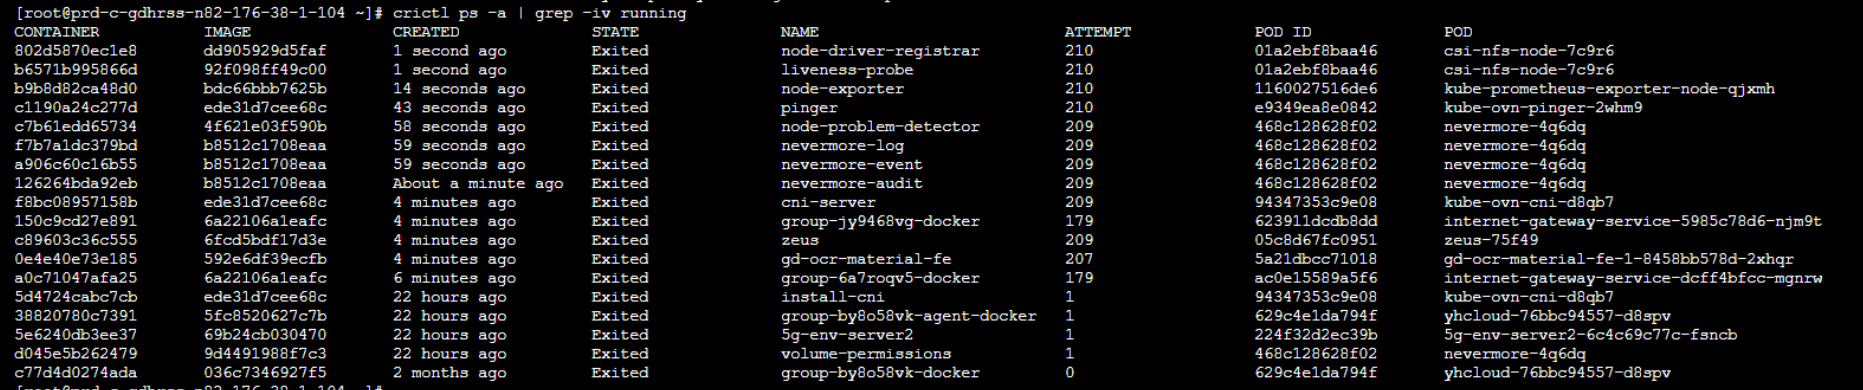 [root@prd-c-gdhrss-n82-176-38-1-104 ~]# crictl ps -a | grep -iv running
CONTAINER IMAGE CREATED STATE NAME ATTEMPT POD ID POD
802d5870ec1e8 dd905929d5faf 1 second ago Exited node-driver-registrar 210 01a2ebf8baa46 csi-nfs-node-7c9r6
b6571b995866d 92f098ff49c00 1 second ago Exited liveness-probe 210 01a2ebf8baa46 csi-nfs-node-7c9r6
b9b8d82ca48d0 bdc66bbb7625b 14 seconds ago Exited node-exporter 210 1160027516de6 kube-prometheus-exporter-node-qjxmh
c1190a24c277d ede31d7cee68c 43 seconds ago Exited pinger 210 e9349ea8e0842 kube-ovn-pinger-2whm9
c7b61edd65734 4f621e03f590b 58 seconds ago Exited node-problem-detector 209 468c128628f02 nevermore-4q6dq
f7b7a1dc379bd b8512c1708eaa 59 seconds ago Exited nevermore-log 209 468c128628f02 nevermore-4q6dq
a906c60c16b55 b8512c1708eaa 59 seconds ago Exited nevermore-event 209 468c128628f02 nevermore-4q6dq
126264bda92eb b8512c1708eaa About a minute ago Exited nevermore-audit 209 468c128628f02 nevermore-4q6dq
f8bc08957158b ede31d7cee68c 4 minutes ago Exited cni-server 209 94347353c9e08 kube-ovn-cni-d8qb7
150c9cd27e891 6a22106a1eafc 4 minutes ago Exited group-jy9468vg-docker 179 623911dcdb8dd internet-gateway-service-5985c78d6-njm9t
c89603c36c555 6fcd5bdf17d3e 4 minutes ago Exited zeus 209 05c8d67fc0951 zeus-75f49
0e4e40e73e185 592e6df39ecfb 4 minutes ago Exited gd-ocr-material-fe 207 5a21dbcc71018 gd-ocr-material-fe-1-8458bb578d-2xhqr
a0c71047afa25 6a22106a1eafc 6 minutes ago Exited group-6a7roqv5-docker 179 ac0e15589a5f6 internet-gateway-service-dcff4bfcc-mgnrw
5d4724cabc7cb ede31d7cee68c 22 hours ago Exited install-cni 1 94347353c9e08 kube-ovn-cni-d8qb7
38820780c7391 5fc8520627c7b 22 hours ago Exited group-by8o58vk-agent-docker 1 629c4e1da794f yhcloud-76bbc94557-d8spv
5e6240db3ee37 69b24cb030470 22 hours ago Exited 5g-env-server2 1 224f32d2ec39b 5g-env-server2-6c4c69c77c-fsncb
d045e5b262479 9d4491988f7c3 22 hours ago Exited volume-permissions 1 468c128628f02 nevermore-4q6dq
c77d4d0274ada 036c7346927f5 2 months ago Exited group-by8o58vk-docker 0 629c4e1da794f yhcloud-76bbc94557-d8spv
[root@prd-c-gdhrss-n82-176-38-1-104 ~]#